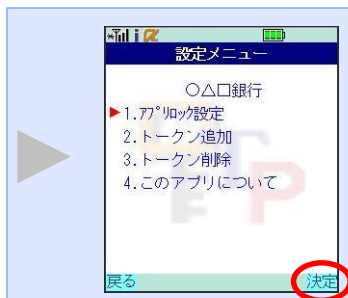 設定メニュー
○△□銀行
1.ｱﾌﾟﾘﾛｯｸ設定
2.トークン追加
3.トークン削除
4.このアプリについて
戻る 決定